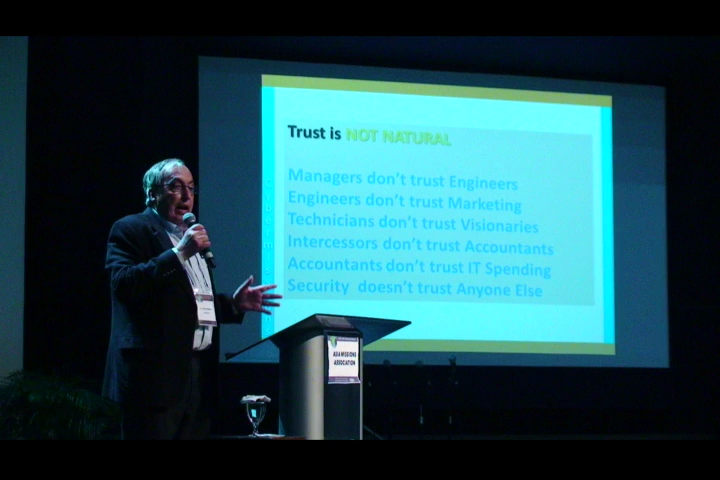 Trust is NOT NATURAL
Managers don't trust Engineers
Engineers don't trust Marketing
Technicians don't trust Visionaries
Intercessors don't trust Accountants
Accountants don't trust IT Spending
Security doesn't trust Anyone Else
ASIA MISSIONS
ASSOCIATION